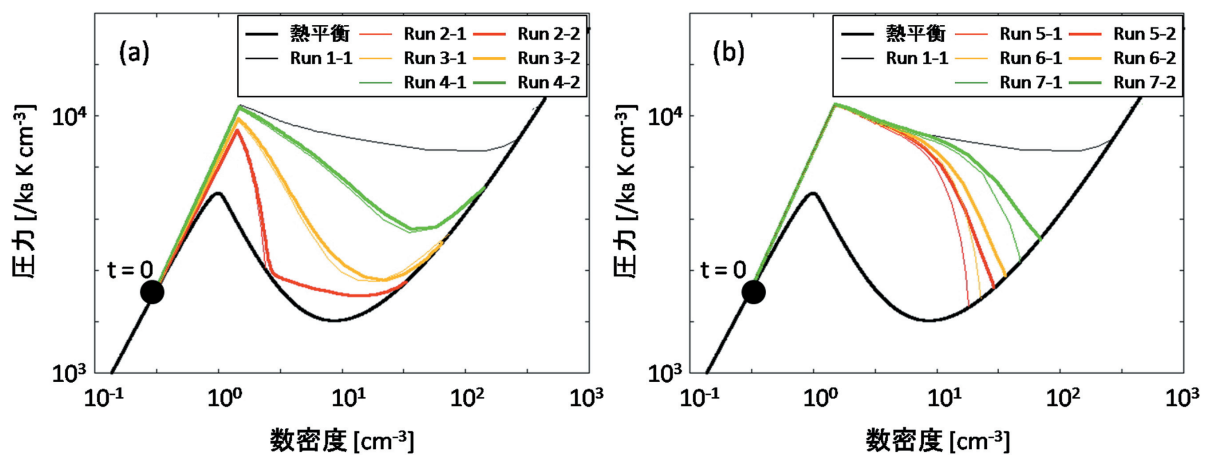 (a)
熱平衡 Run 2-1 Run 2-2
Run 1-1 Run 3-1 Run 3-2
Run 4-1 Run 4-2
圧力 [/kB K cm-3]
104
103
t = 0
10-1 100 101 102 103
数密度 [cm-3]
(b)
熱平衡 Run 5-1 Run 5-2
Run 1-1 Run 6-1 Run 6-2
Run 7-1 Run 7-2
圧力 [/kB K cm-3]
104
103
t = 0
10-1 100 101 102 103
数密度 [cm-3]